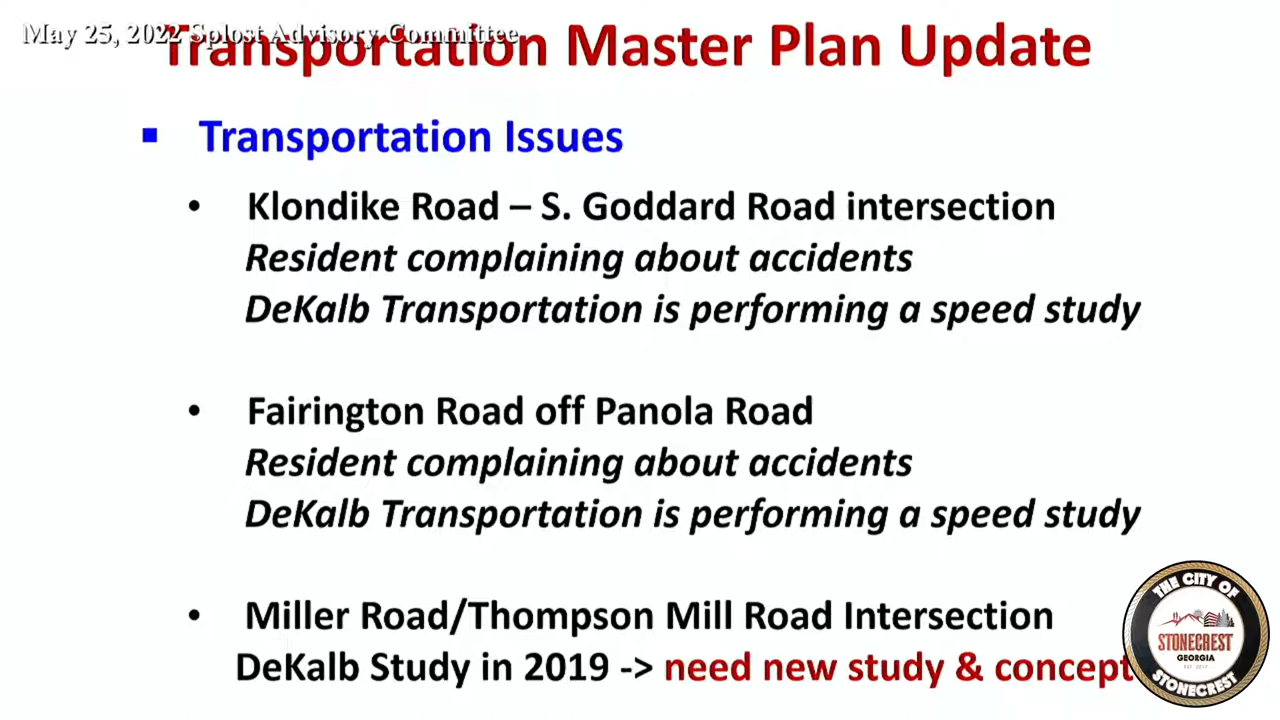 May 25, 2022 Splost Advisory Committee
Transportation Master Plan Update
▪ Transportation Issues
• Klondike Road – S. Goddard Road intersection
Resident complaining about accidents
DeKalb Transportation is performing a speed study
• Fairington Road off Panola Road
Resident complaining about accidents
DeKalb Transportation is performing a speed study
• Miller Road/Thompson Mill Road Intersection
DeKalb Study in 2019 -> need new study & concept
THE CITY OF
STONECREST
GEORGIA
EST. 2017
STONECREST